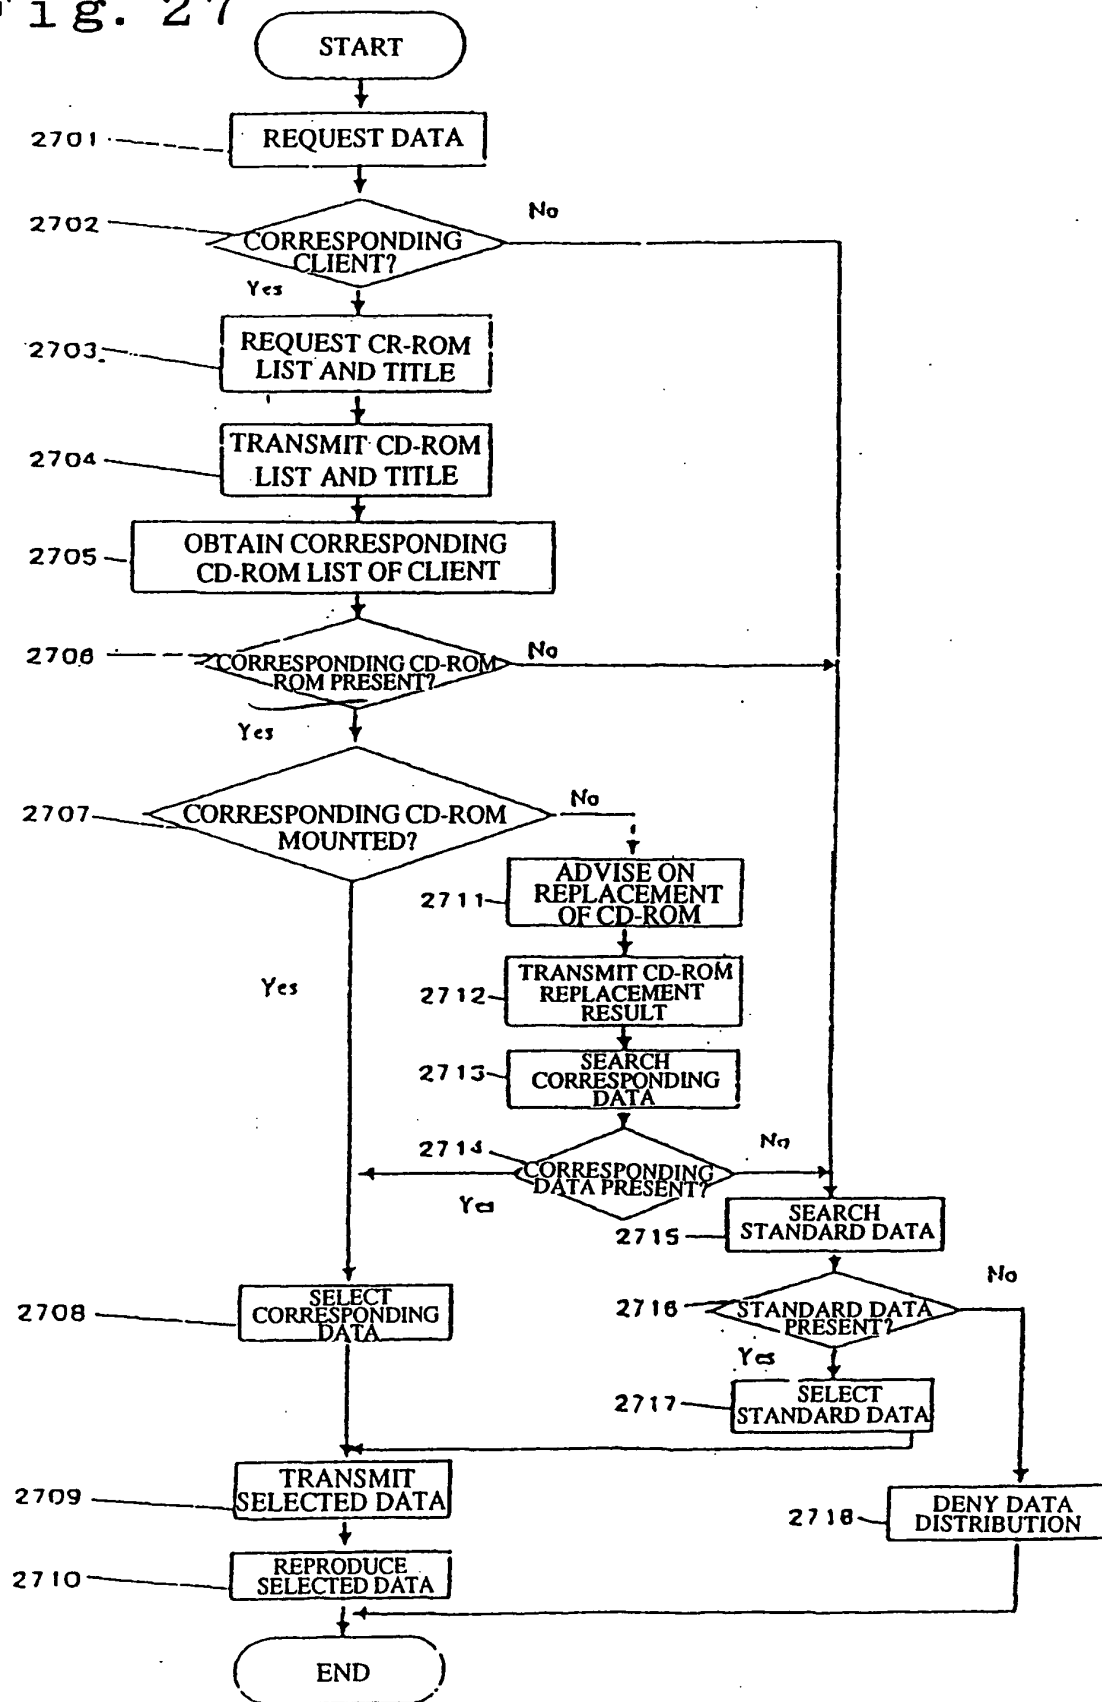 Fig. 27
START
2701
REQUEST DATA
2702
CORRESPONDING
CLIENT?
No
Yes
2703
REQUEST CR-ROM
LIST AND TITLE
2704
TRANSMIT CD-ROM
LIST AND TITLE
2705
OBTAIN CORRESPONDING
CD-ROM LIST OF CLIENT
2706
CORRESPONDING CD-ROM
ROM PRESENT?
No
Yes
2707
CORRESPONDING CD-ROM
MOUNTED?
No
Yes
2711
ADVISE ON
REPLACEMENT
OF CD-ROM
2712
TRANSMIT CD-ROM
REPLACEMENT
RESULT
2713
SEARCH
CORRESPONDING
DATA
2714
CORRESPONDING
DATA PRESENT?
No
Yes
2715
SEARCH
STANDARD DATA
2708
SELECT
CORRESPONDING
DATA
2716
STANDARD DATA
PRESENT?
No
Yes
2717
SELECT
STANDARD DATA
2709
TRANSMIT
SELECTED DATA
2718
DENY DATA
DISTRIBUTION
2710
REPRODUCE
SELECTED DATA
END